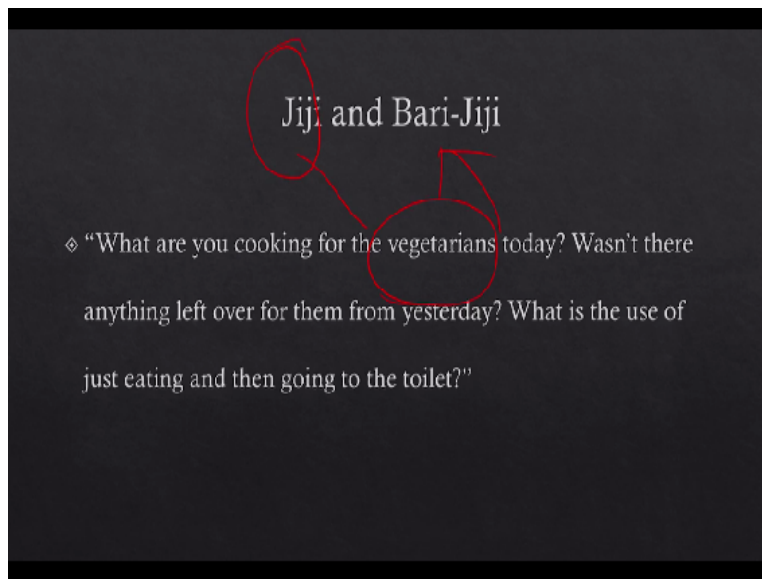 Jiji and Bari-Jiji
“What are you cooking for the vegetarians today? Wasn't there
anything left over for them from yesterday? What is the use of
just eating and then going to the toilet?”